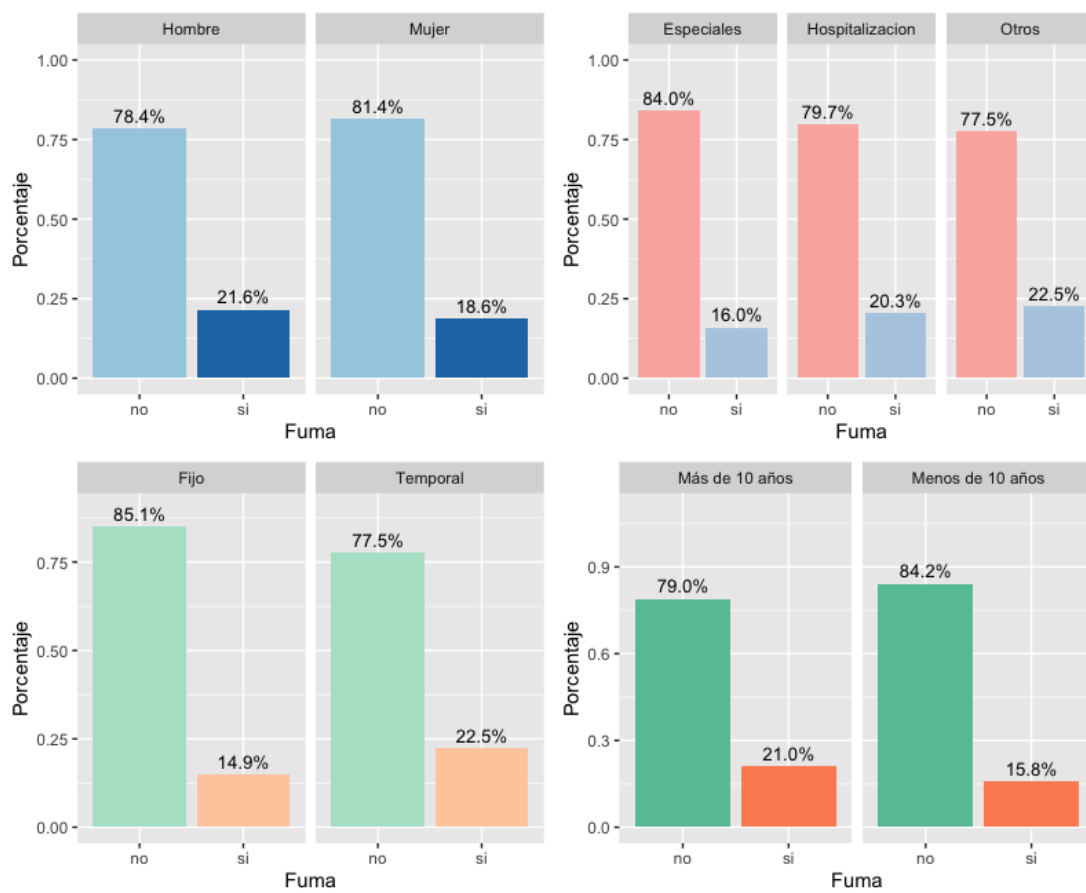 Hombre Mujer
1.00
0.75
0.50
0.25
0.00
Porcentaje
78.4%
21.6%
81.4%
18.6%
no si no si
Fuma
Especiales Hospitalizacion Otros
1.00
0.75
0.50
0.25
0.00
Porcentaje
84.0%
16.0%
79.7%
20.3%
77.5%
22.5%
no si no si no si
Fuma
Fijo Temporal
0.75
0.50
0.25
0.00
Porcentaje
85.1%
14.9%
77.5%
22.5%
no si no si
Fuma
Más de 10 años Menos de 10 años
0.9
0.6
0.3
0.0
Porcentaje
79.0%
21.0%
84.2%
15.8%
no si no si
Fuma